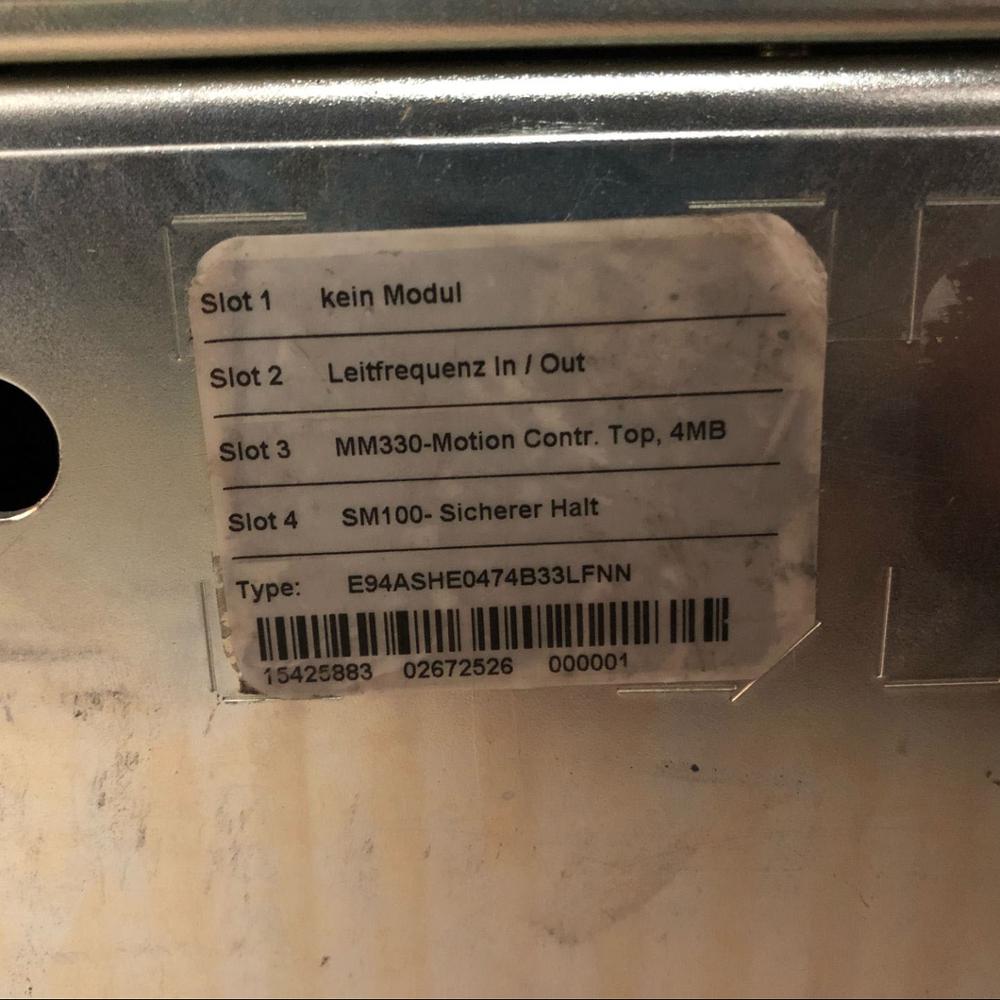 Slot 1 kein Modul
Slot 2 Leitfrequenz In / Out
Slot 3 MM330-Motion Contr. Top, 4MB
Slot 4 SM100- Sicherer Halt
Type: E94ASHE0474B33LFNN
15425883 02672526 000001